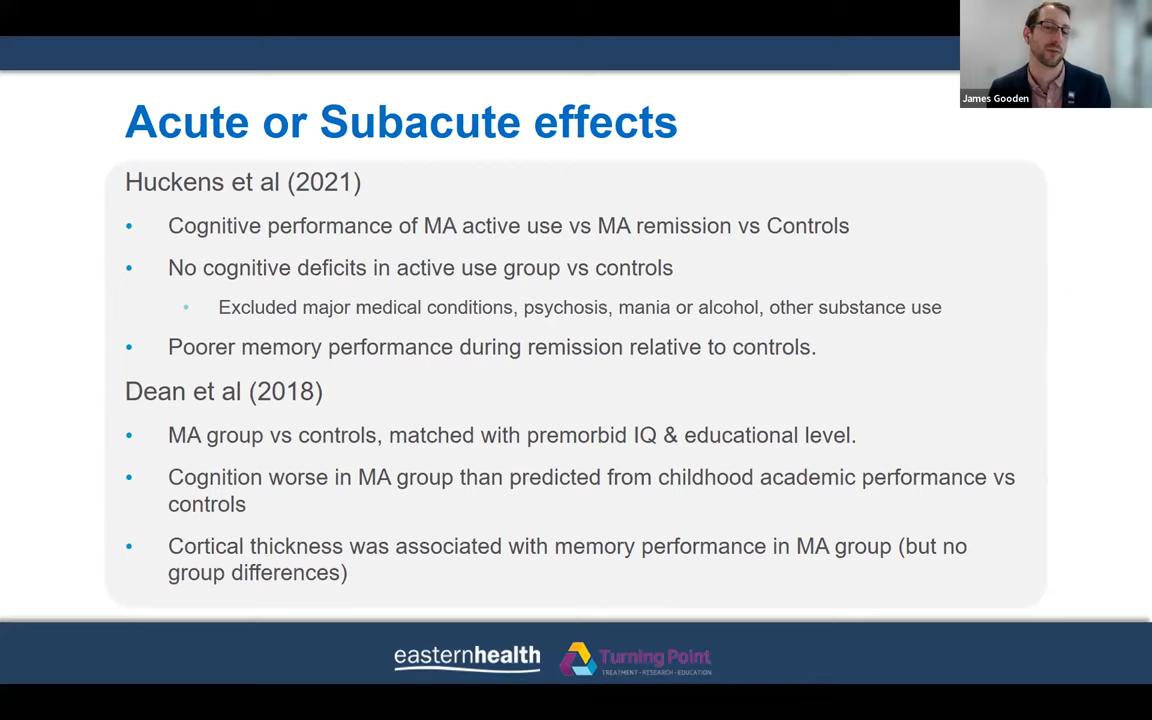 James Gooden
Acute or Subacute effects
Huckens et al (2021)
• Cognitive performance of MA active use vs MA remission vs Controls
• No cognitive deficits in active use group vs controls
• Excluded major medical conditions, psychosis, mania or alcohol, other substance use
• Poorer memory performance during remission relative to controls.
Dean et al (2018)
• MA group vs controls, matched with premorbid IQ & educational level.
• Cognition worse in MA group than predicted from childhood academic performance vs
controls
• Cortical thickness was associated with memory performance in MA group (but no
group differences)
easternhealth
Turning Point
TREATMENT • RESEARCH • EDUCATION